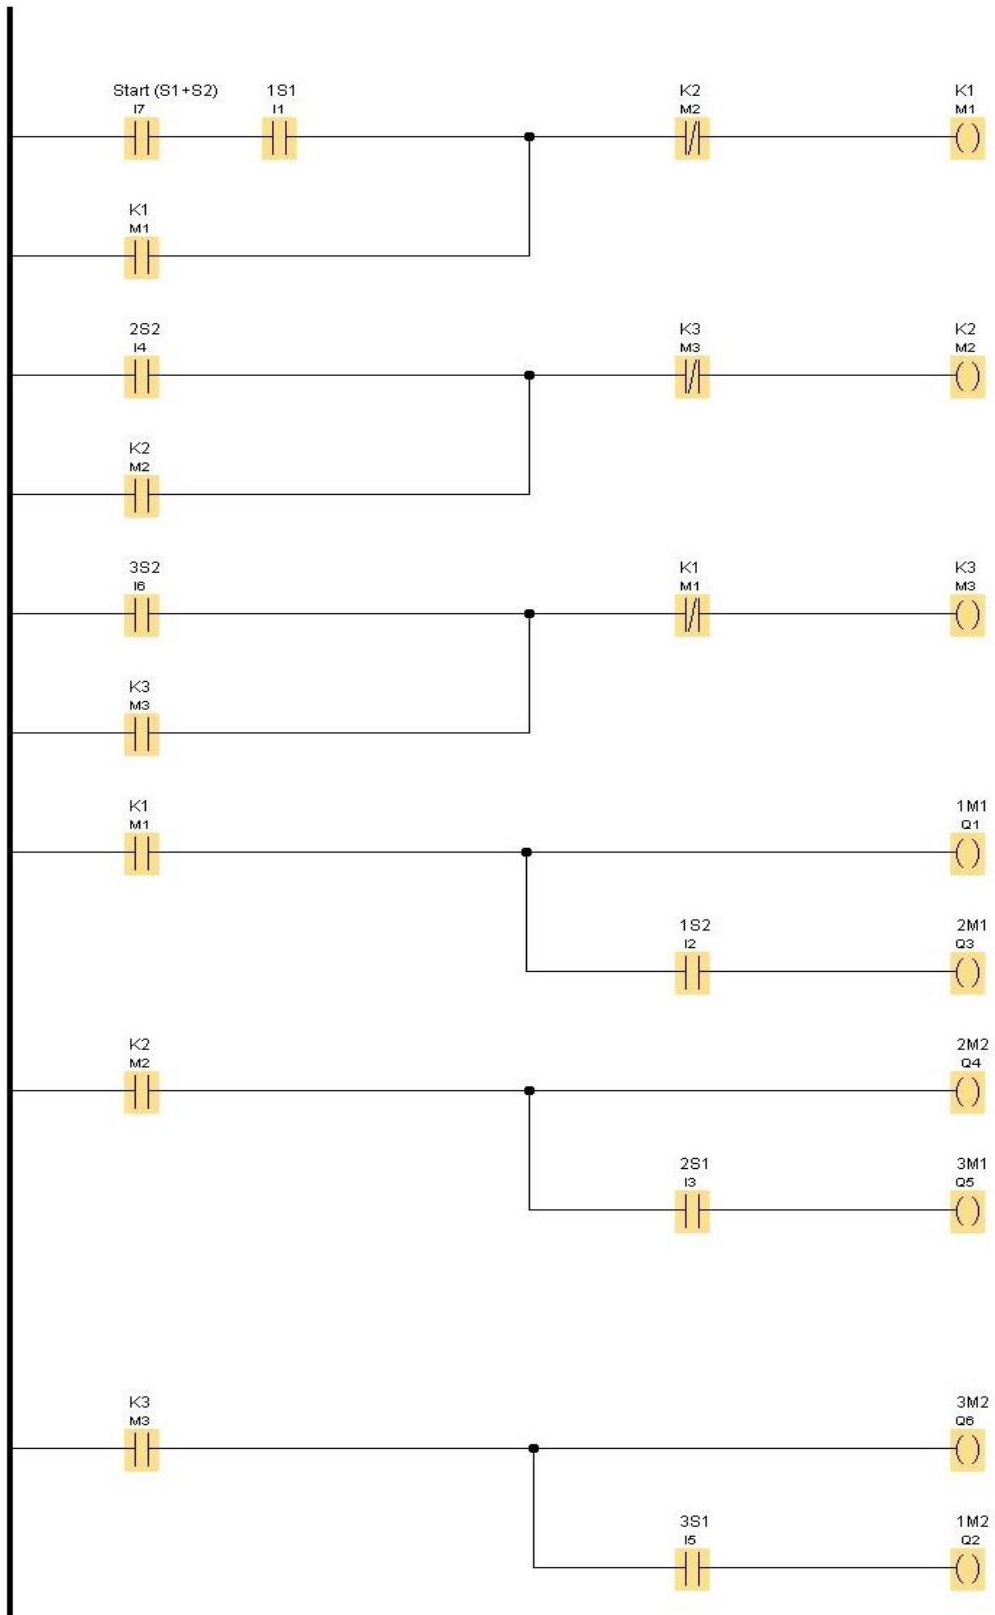 Start (S1+S2) 1S1 K2 K1
I7 I1 M2 M1
K1
M1
2S2 K3 K2
I4 M3 M2
K2
M2
3S2 K1 K3
I6 M1 M3
K3
M3
K1 1M1
M1 Q1
1S2 2M1
I2 Q3
K2 2M2
M2 Q4
2S1 3M1
I3 Q5
K3 3M2
M3 Q6
3S1 1M2
I5 Q2